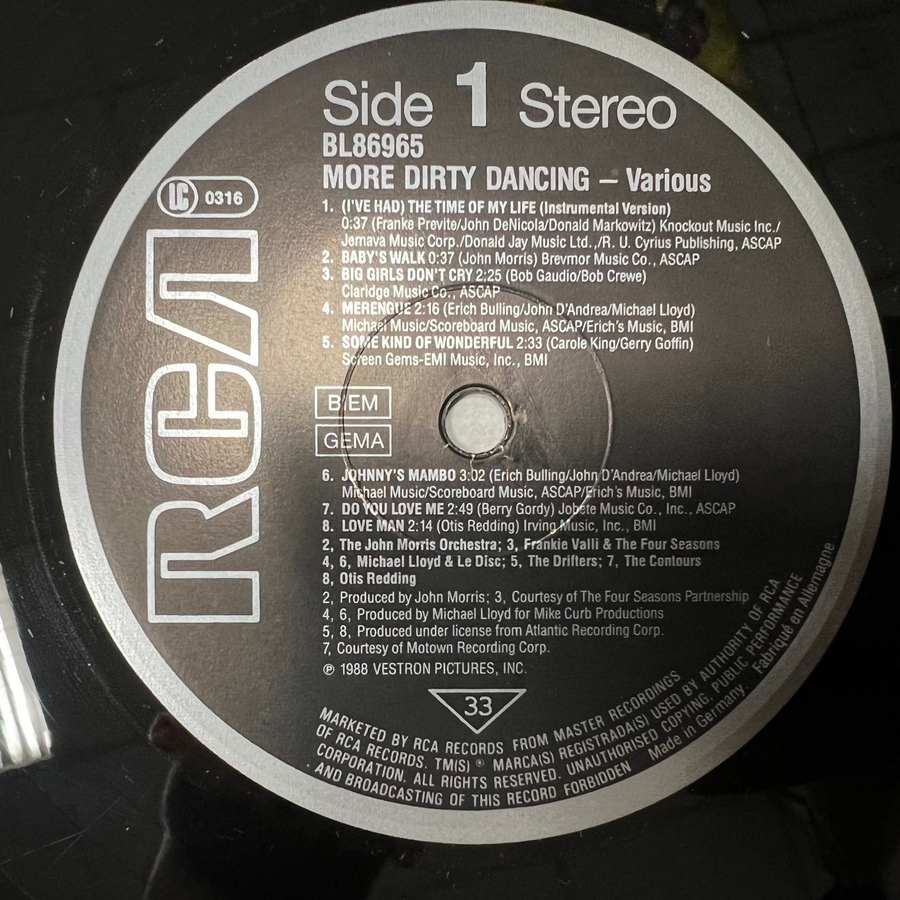 Side 1 Stereo
BL86965
MORE DIRTY DANCING – Various
LC 0316
RCA
1. (I'VE HAD) THE TIME OF MY LIFE (Instrumental Version)
0:37 (Franke Previte/John DeNicola/Donald Markowitz) Knockout Music Inc./
Jemava Music Corp./Donald Jay Music Ltd.,/R. U. Cyrius Publishing, ASCAP
2. BABY'S WALK 0:37 (John Morris) Brevmor Music Co., ASCAP
3. BIG GIRLS DON'T CRY 2:25 (Bob Gaudio/Bob Crewe)
Claridge Music Co., ASCAP
4. MERENGUE 2:16 (Erich Bulling/John D'Andrea/Michael Lloyd)
Michael Music/Scoreboard Music, ASCAP/Erich's Music, BMI
5. SOME KIND OF WONDERFUL 2:33 (Carole King/Gerry Goffin)
Screen Gems-EMI Music, Inc., BMI
BIEM
GEMA
6. JOHNNY'S MAMBO 3:02 (Erich Bulling/John D'Andrea/Michael Lloyd)
Michael Music/Scoreboard Music, ASCAP/Erich's Music, BMI
7. DO YOU LOVE ME 2:49 (Berry Gordy) Jobete Music Co., Inc., ASCAP
8. LOVE MAN 2:14 (Otis Redding) Irving Music, Inc., BMI
2, The John Morris Orchestra; 3, Frankie Valli & The Four Seasons
4, 6, Michael Lloyd & Le Disc; 5, The Drifters; 7, The Contours
8, Otis Redding
2, Produced by John Morris; 3, Courtesy of The Four Seasons Partnership
4, 6, Produced by Michael Lloyd for Mike Curb Productions
5, 8, Produced under license from Atlantic Recording Corp.
7, Courtesy of Motown Recording Corp.
℗ 1988 VESTRON PICTURES, INC.
33
MARKETED BY RCA RECORDS FROM MASTER RECORDINGS
OF RCA RECORDS. TM(S) ® MARCA(S) REGISTRADA(S) USED BY AUTHORITY OF RCA
CORPORATION. ALL RIGHTS RESERVED. UNAUTHORISED COPYING, PUBLIC PERFORMANCE
AND BROADCASTING OF THIS RECORD FORBIDDEN Made in Germany. Fabriqué en Allemagne